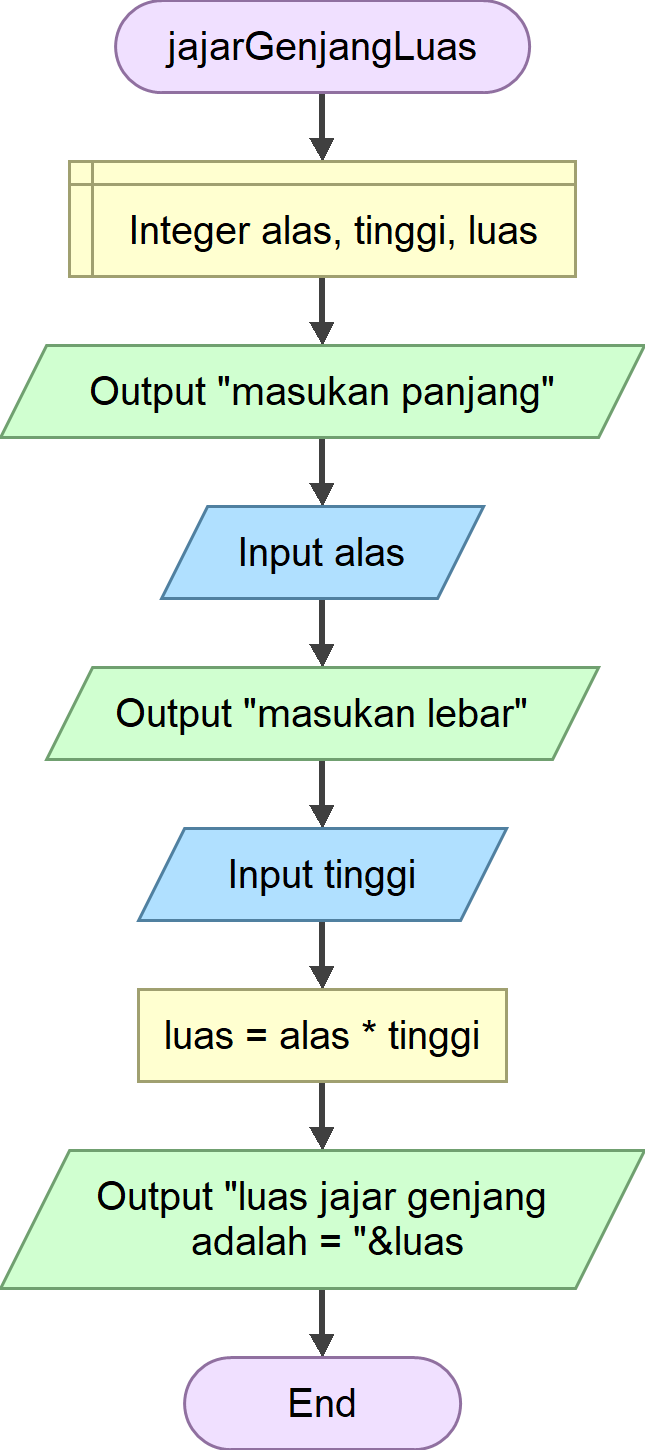 jajarGenjangLuas
Integer alas, tinggi, luas
Output "masukan panjang"
Input alas
Output "masukan lebar"
Input tinggi
luas = alas * tinggi
Output "luas jajar genjang
adalah = "&luas
End